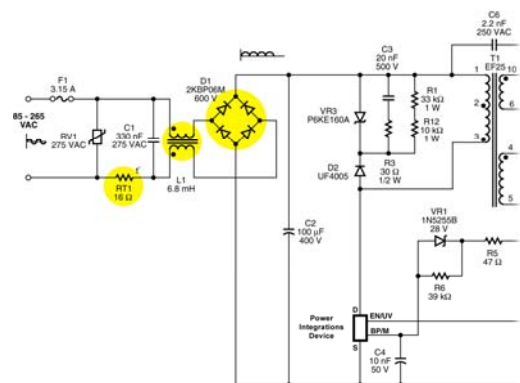 C6
2.2 nF
250 VAC
D1
2KBP06M
600 V
C3
20 nF
500 V
T1
EF25
F1
3.15 A
1
10
R1
33 kΩ
1 W
VR3
P6KE160A
2
6
85 - 265
VAC
RV1
275 VAC
C1
330 nF
275 VAC
R12
10 kΩ
1 W
3
4
D2
UF4005
R3
30 Ω
1/2 W
t°
RT1
16 Ω
L1
6.8 mH
5
VR1
1N5255B
28 V
C2
100 µF
400 V
R5
47 Ω
R6
39 kΩ
Power
Integrations
Device
D
EN/UV
BP/M
S
C4
10 nF
50 V